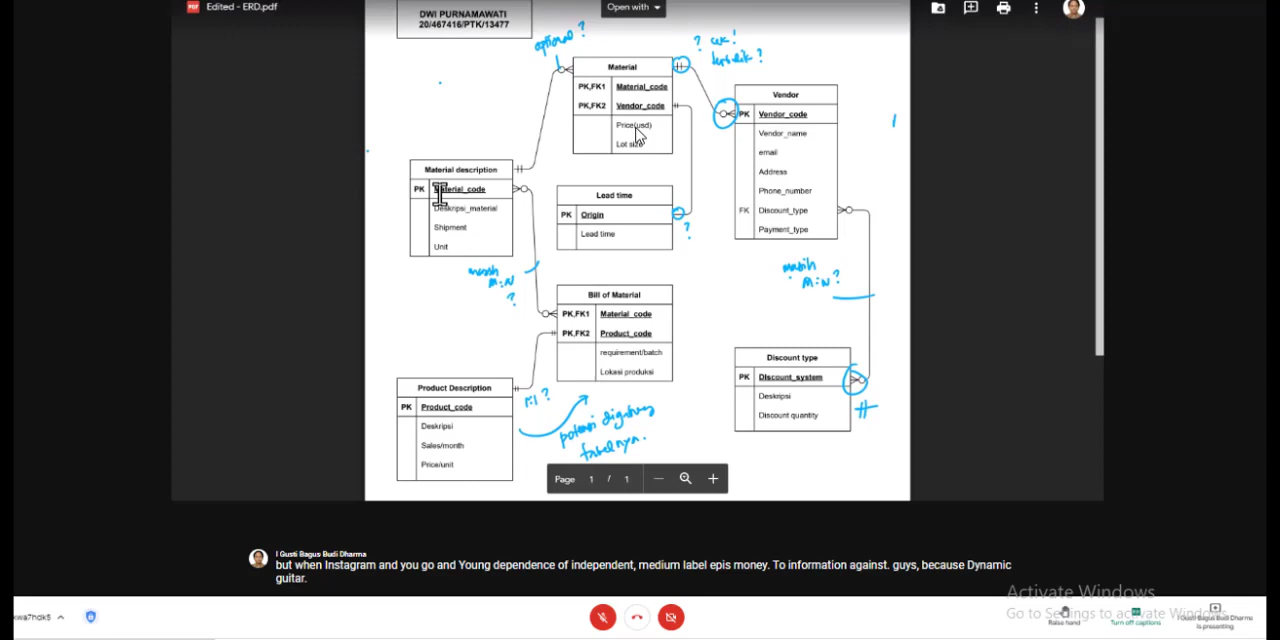 PDF Edited - ERD.pdf
Open with
DWI PURNAMAWATI
20/467416/PTK/13477
optional?
? cek!
terbalik?
Material
PK,FK1 Material_code
PK,FK2 Vendor_code
Price(usd)
Lot size
Vendor
PK Vendor_code
Vendor_name
email
Address
Phone_number
FK Discount_type
Payment_type
Material description
PK Material_code
Deskripsi_material
Shipment
Unit
Lead time
PK Origin
Lead time
?
masih
M:N
?
masih
M:N?
Bill of Material
PK,FK1 Material_code
PK,FK2 Product_code
requirement/batch
Lokasi produksi
Discount type
PK Discount_system
Deskripsi
Discount quantity
#
Product Description
PK Product_code
Deskripsi
Sales/month
Price/unit
1:1?
potensi digabung
tabelnya.
Page 1 / 1
I Gusti Bagus Budi Dharma
but when Instagram and you go and Young dependence of independent, medium label epis money. To information against. guys, because Dynamic
guitar.
Activate Windows
Go to Settings to activate Windows.
xwa7hdk5
Raise hand
Turn off captions
I Gusti Bagus Budi Dharma
is presenting